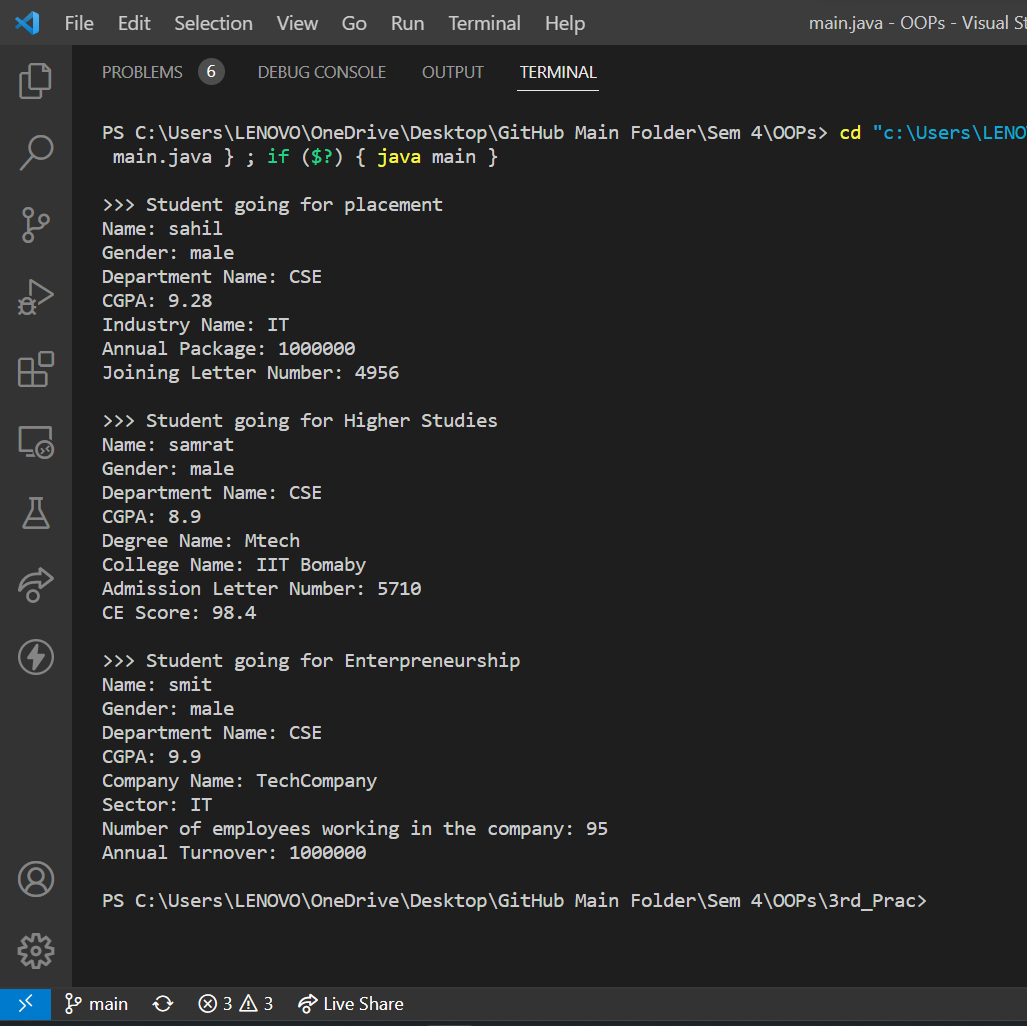 File Edit Selection View Go Run Terminal Help
main.java - OOPs - Visual St
PROBLEMS 6 DEBUG CONSOLE OUTPUT TERMINAL
PS C:\Users\LENOVO\OneDrive\Desktop\GitHub Main Folder\Sem 4\OOPs> cd "c:\Users\LENO
main.java } ; if ($?) { java main }
>>> Student going for placement
Name: sahil
Gender: male
Department Name: CSE
CGPA: 9.28
Industry Name: IT
Annual Package: 1000000
Joining Letter Number: 4956
>>> Student going for Higher Studies
Name: samrat
Gender: male
Department Name: CSE
CGPA: 8.9
Degree Name: Mtech
College Name: IIT Bomaby
Admission Letter Number: 5710
CE Score: 98.4
>>> Student going for Enterpreneurship
Name: smit
Gender: male
Department Name: CSE
CGPA: 9.9
Company Name: TechCompany
Sector: IT
Number of employees working in the company: 95
Annual Turnover: 1000000
PS C:\Users\LENOVO\OneDrive\Desktop\GitHub Main Folder\Sem 4\OOPs\3rd_Prac>
main 3 3 Live Share